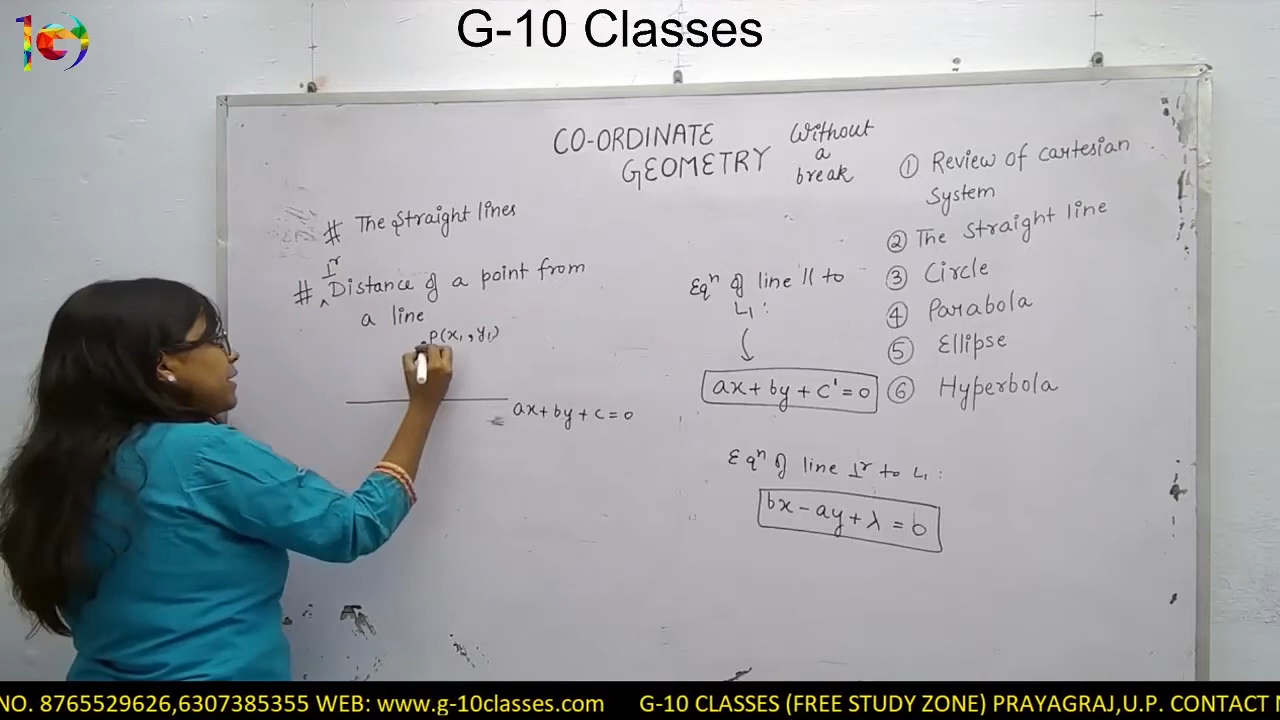 G-10 Classes
CO-ORDINATE
GEOMETRY
Without
a
break
# The straight lines
# ⊥r Distance of a point from
a line
P(x₁, y₁)
ax+by+c=0
Eqⁿ of line || to
L₁ :
ax+by+c'=0
Eqⁿ of line ⊥r to L₁ :
bx-ay+λ=0
① Review of cartesian
System
② The straight line
③ Circle
④ Parabola
⑤ Ellipse
⑥ Hyperbola
NO. 8765529626,6307385355 WEB: www.g-10classes.com G-10 CLASSES (FREE STUDY ZONE) PRAYAGRAJ,U.P. CONTACT